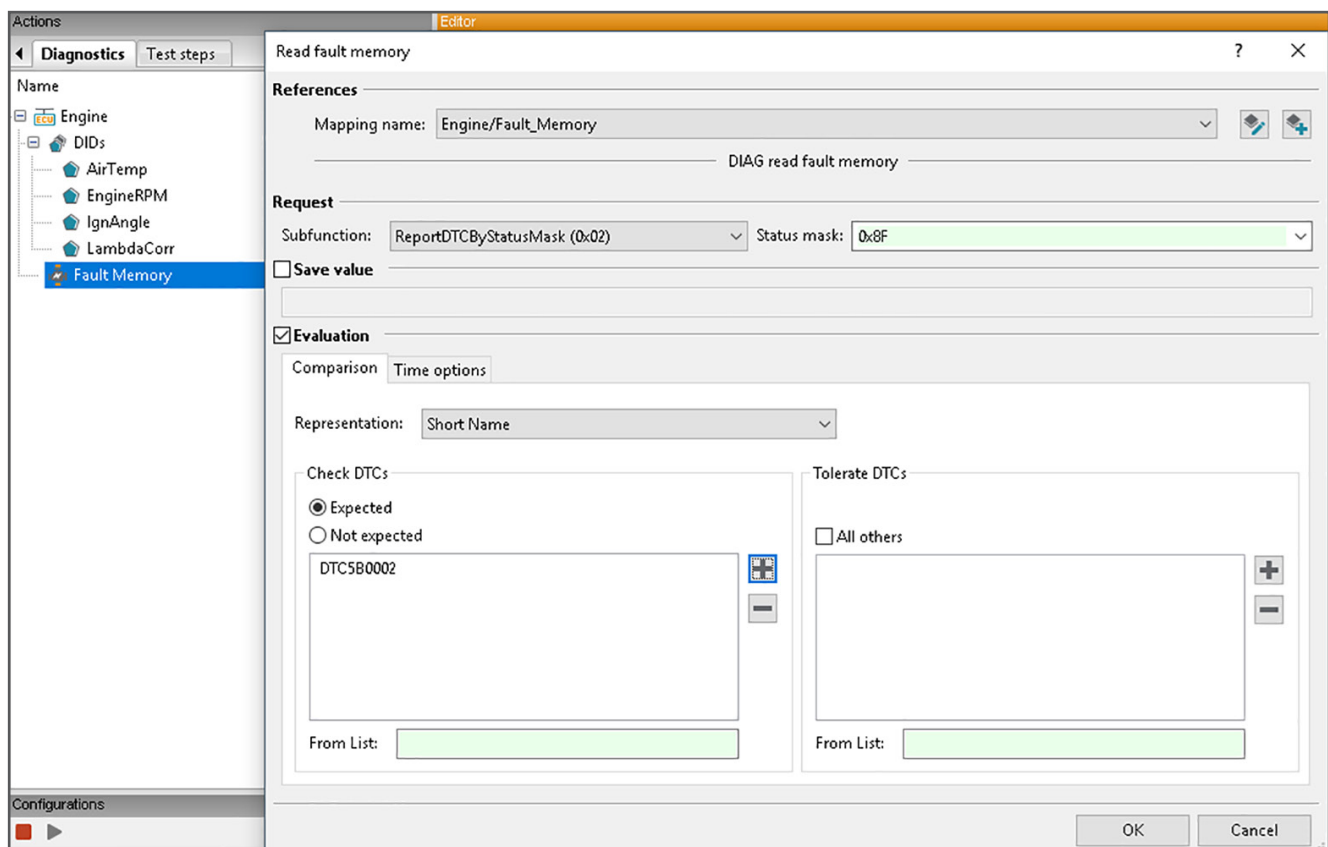 Actions
Editor
Diagnostics
Test steps
Name
ECU
Engine
DIDs
AirTemp
EngineRPM
IgnAngle
LambdaCorr
Fault Memory
Configurations
Read fault memory
?
References
Mapping name: Engine/Fault_Memory
DIAG read fault memory
Request
Subfunction: ReportDTCByStatusMask (0x02) Status mask: 0x8F
Save value
Evaluation
Comparison Time options
Representation: Short Name
Check DTCs
Expected
Not expected
DTC5B0002
From List:
Tolerate DTCs
All others
From List:
OK Cancel